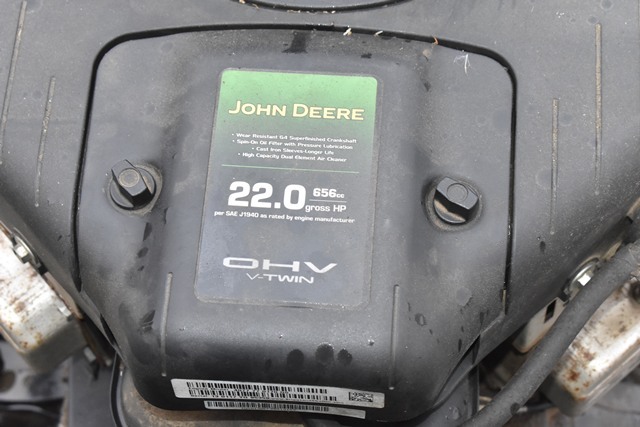 JOHN DEERE
• Wear Resistant G4 Superfinished Crankshaft
• Spin-On Oil Filter with Pressure Lubrication
• Cast Iron Sleeves-Longer Life
• High Capacity Dual Element Air Cleaner
22.0 656cc
gross HP
per SAE J1940 as rated by engine manufacturer
OHV
V-TWIN